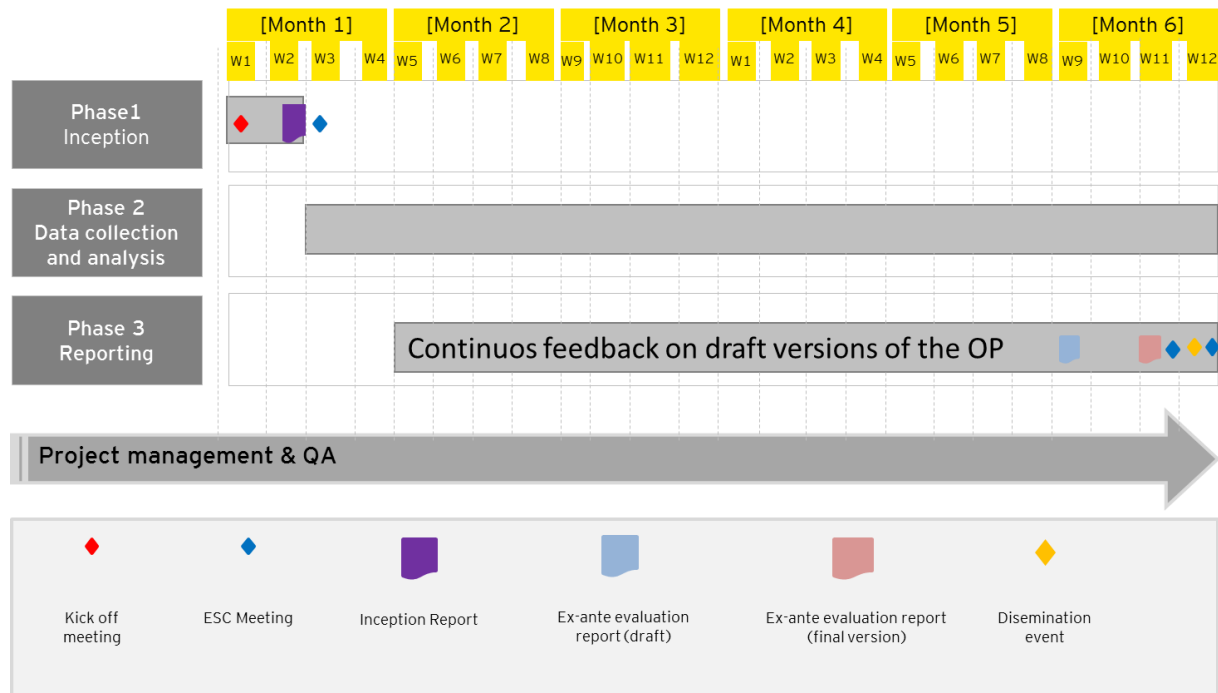 [Month 1] [Month 2] [Month 3] [Month 4] [Month 5] [Month 6]
W1 W2 W3 W4 W5 W6 W7 W8 W9 W10 W11 W12 W1 W2 W3 W4 W5 W6 W7 W8 W9 W10 W11 W12
Phase1
Inception
Phase 2
Data collection
and analysis
Phase 3
Reporting
Continuos feedback on draft versions of the OP
Project management & QA
Kick off
meeting
ESC Meeting
Inception Report
Ex-ante evaluation
report (draft)
Ex-ante evaluation report
(final version)
Disemination
event